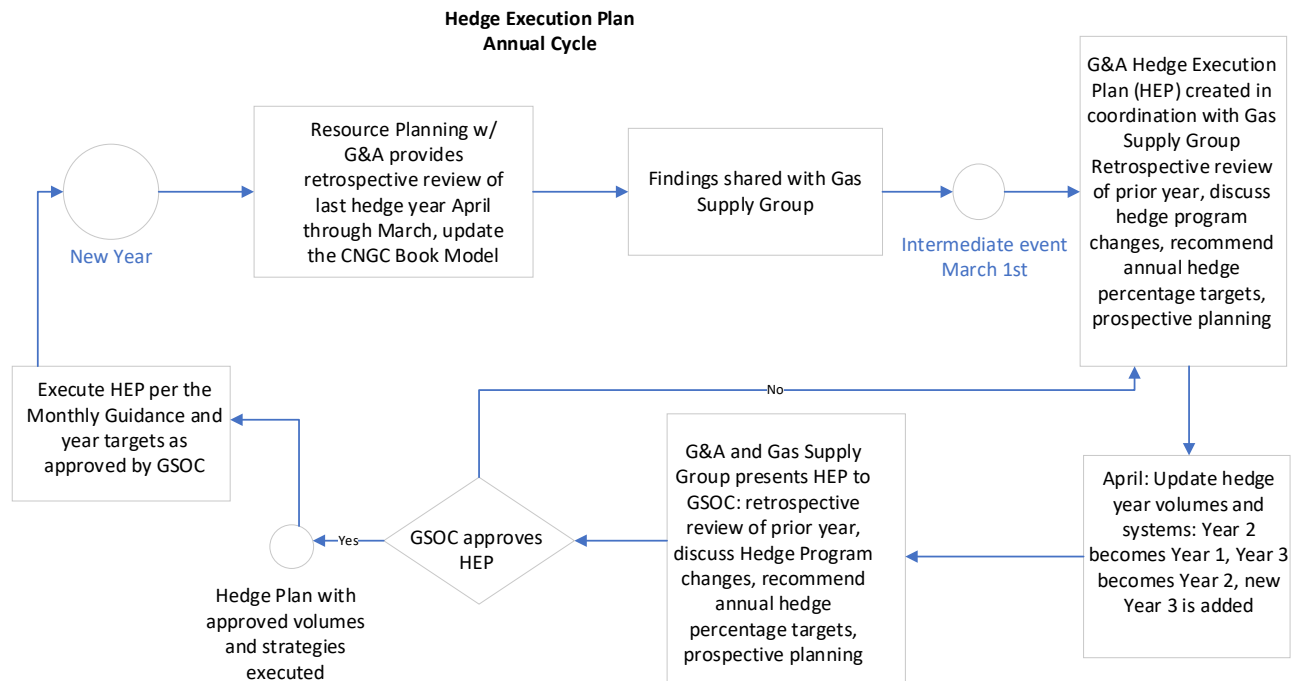 Hedge Execution Plan
Annual Cycle
New Year
Resource Planning w/
G&A provides
retrospective review of
last hedge year April
through March, update
the CNGC Book Model
Findings shared with Gas
Supply Group
Intermediate event
March 1st
G&A Hedge Execution
Plan (HEP) created in
coordination with Gas
Supply Group
Retrospective review
of prior year, discuss
hedge program
changes, recommend
annual hedge
percentage targets,
prospective planning
April: Update hedge
year volumes and
systems: Year 2
becomes Year 1, Year 3
becomes Year 2, new
Year 3 is added
G&A and Gas Supply
Group presents HEP to
GSOC: retrospective
review of prior year,
discuss Hedge Program
changes, recommend
annual hedge
percentage targets,
prospective planning
GSOC approves
HEP
No
Yes
Hedge Plan with
approved volumes
and strategies
executed
Execute HEP per the
Monthly Guidance and
year targets as
approved by GSOC